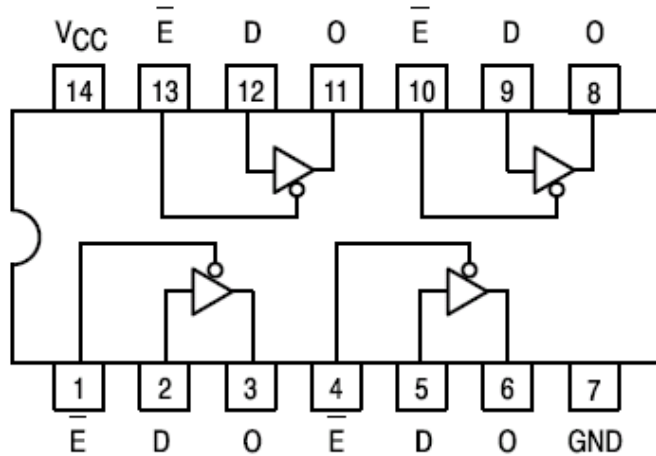 VCC E̅ D O E̅ D O
14 13 12 11 10 9 8
1 2 3 4 5 6 7
E̅ D O E̅ D O GND